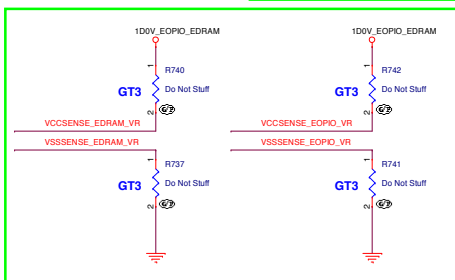 1D0V_EOPIO_EDRAM
1
R740
GT3
Do Not Stuff
2
VCCSENSE_EDRAM_VR
VSSSENSE_EDRAM_VR
1
R737
GT3
Do Not Stuff
2
1D0V_EOPIO_EDRAM
1
R742
GT3
Do Not Stuff
2
VCCSENSE_EOPIO_VR
VSSSENSE_EOPIO_VR
1
R741
GT3
Do Not Stuff
2